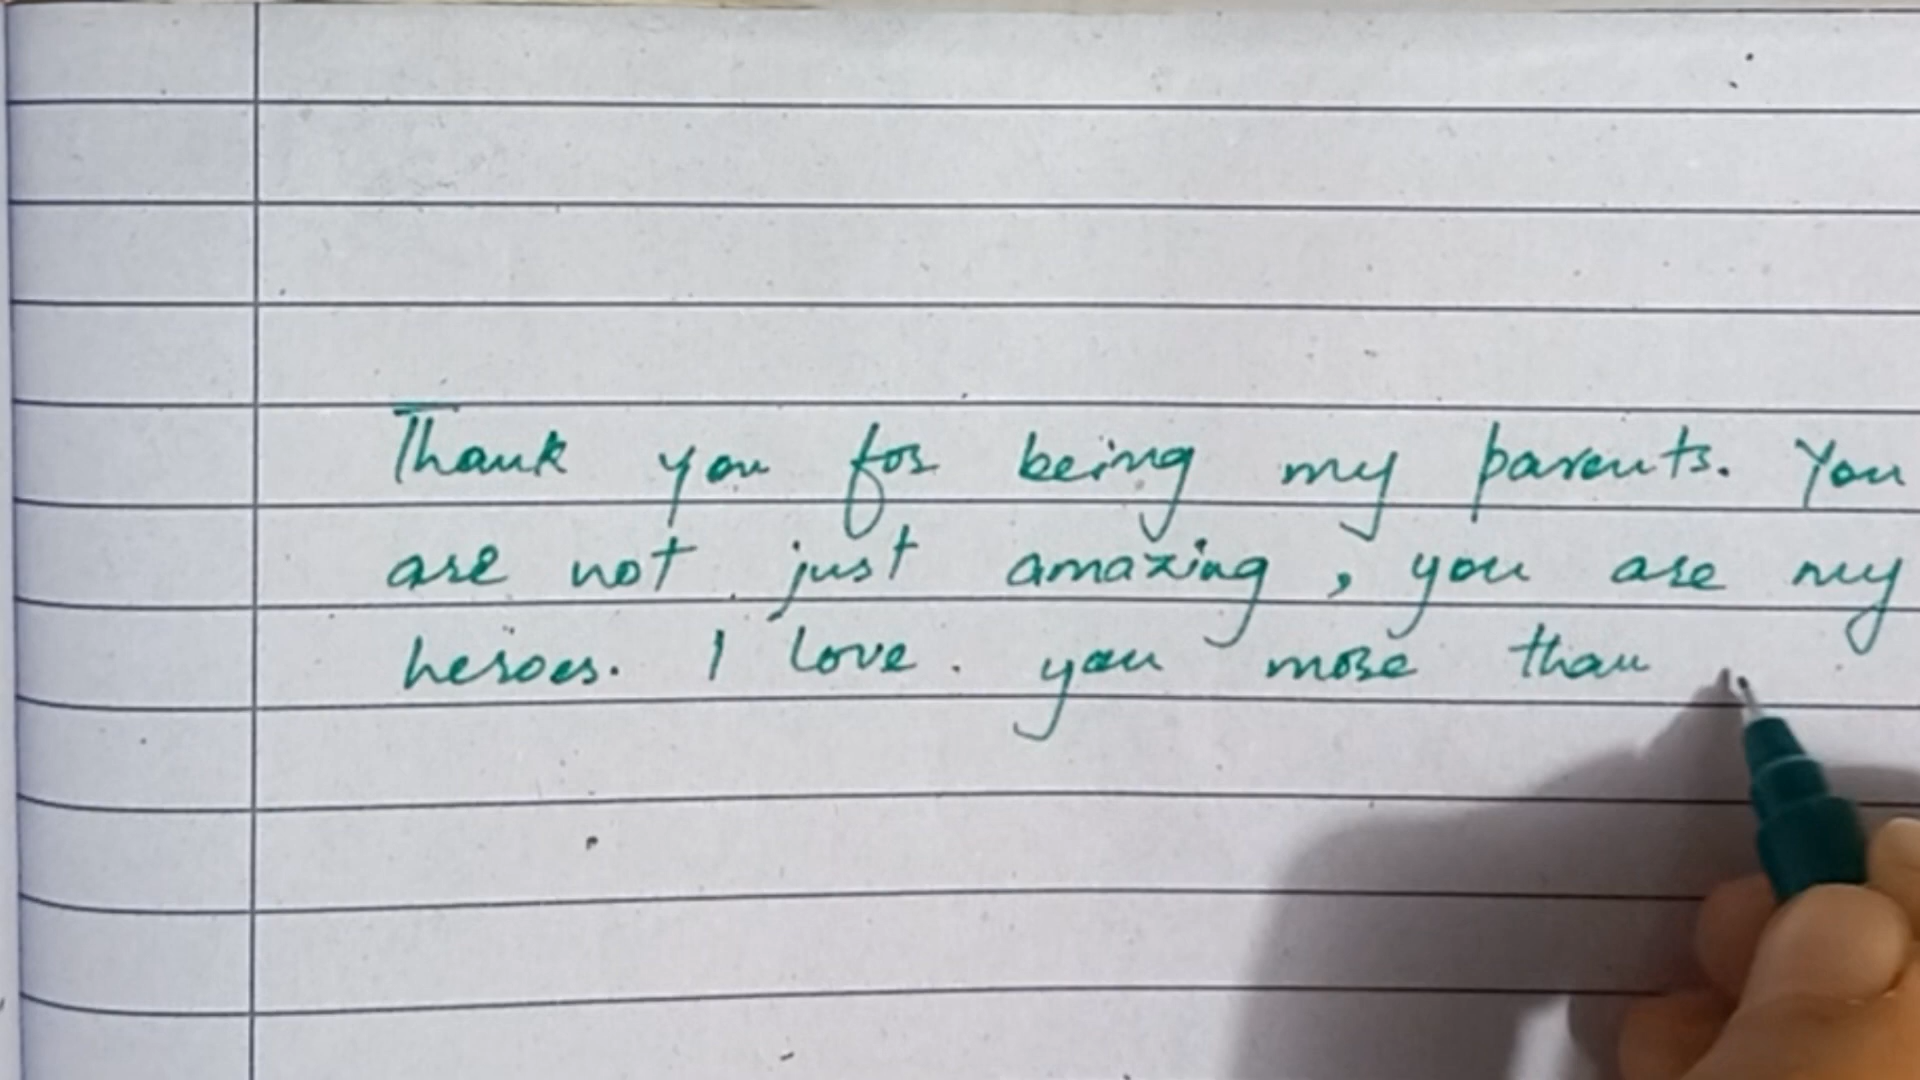 Thank you for being my parents. You
are not just amazing, you are my
heroes. I love. you more than